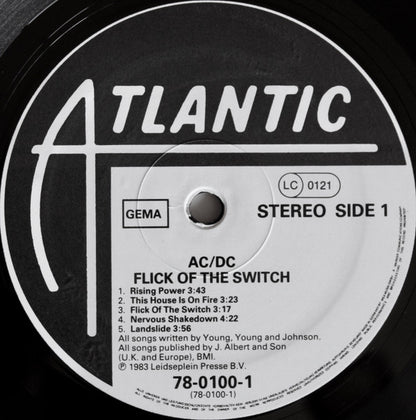 ATLANTIC
LC 0121
GEMA
STEREO SIDE 1
AC/DC
FLICK OF THE SWITCH
1. Rising Power 3:43
2. This House Is On Fire 3:23
3. Flick Of The Switch 3:17
4. Nervous Shakedown 4:22
5. Landslide 3:56
All songs written by Young, Young and Johnson.
All songs published by J. Albert and Son
(U.K. and Europe), BMI.
℗ 1983 Leidseplein Presse B.V.
78-0100-1